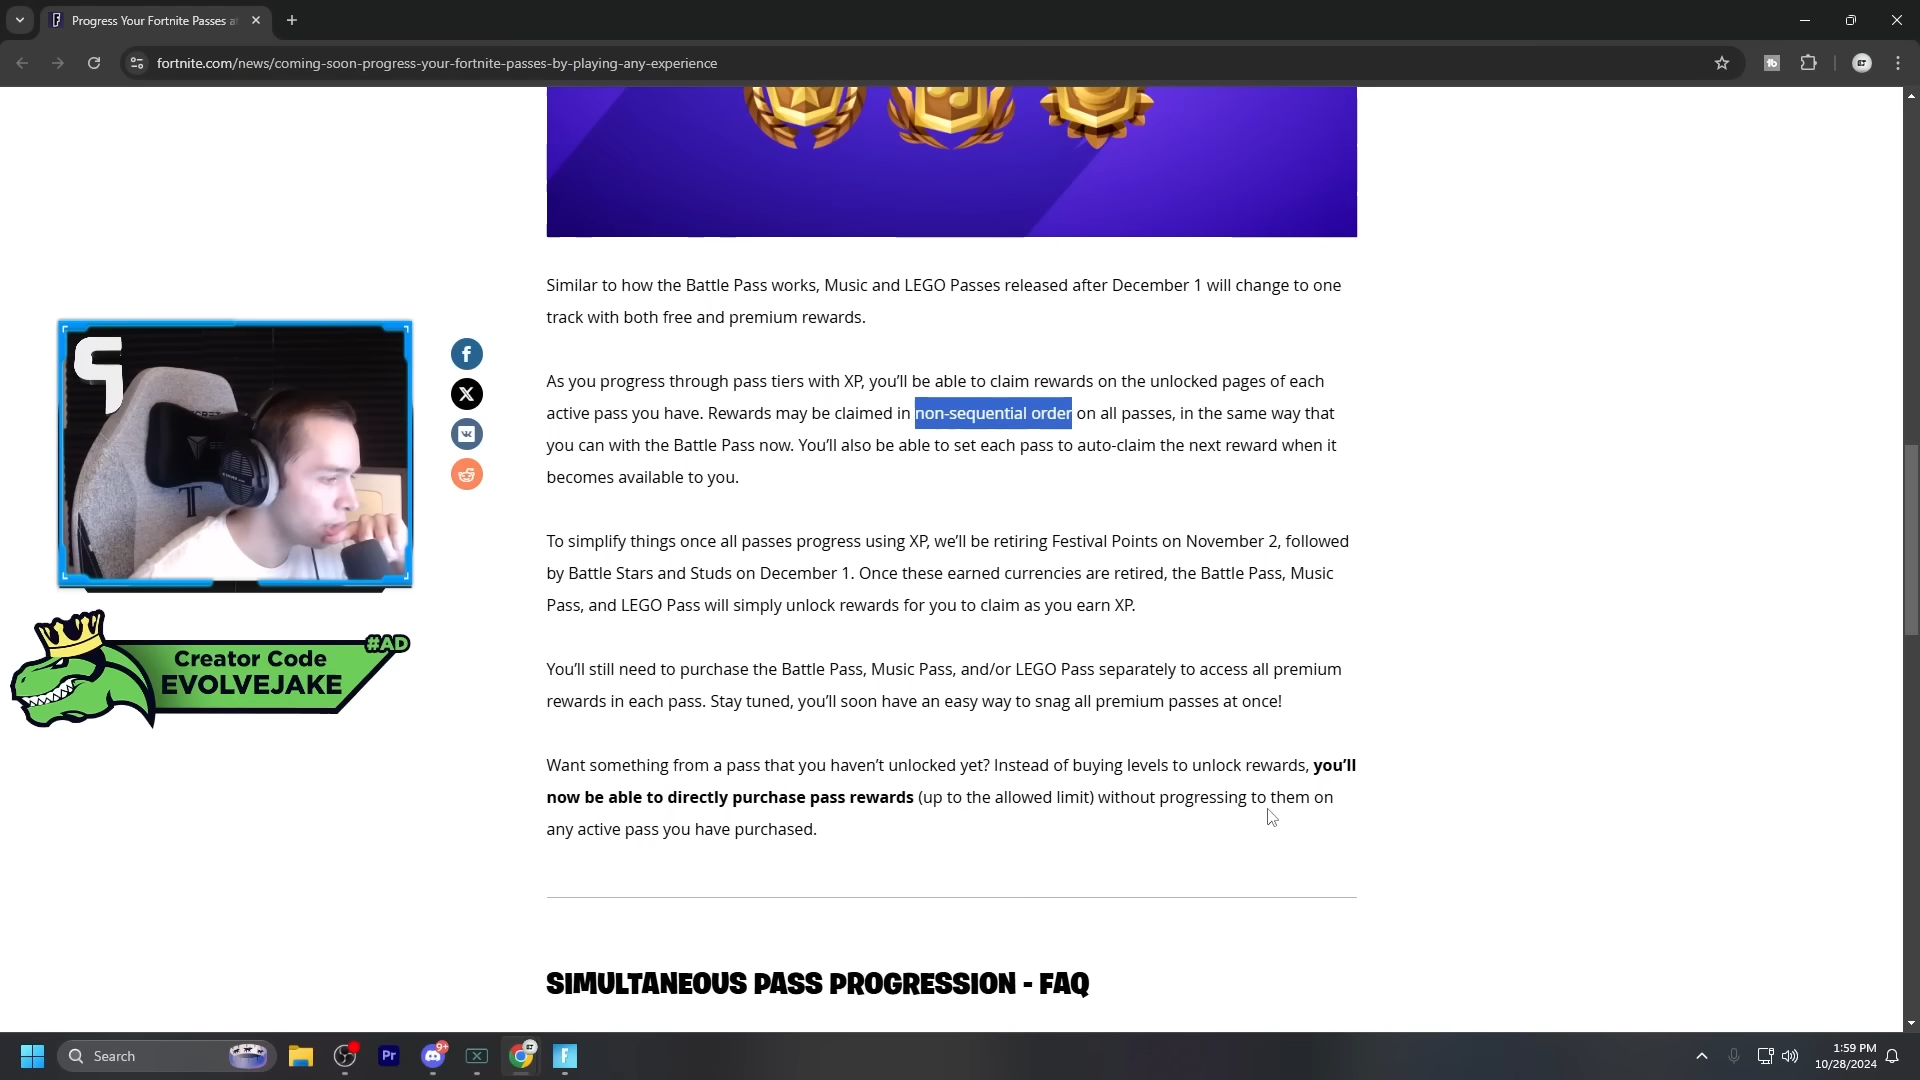 Progress Your Fortnite Passes a
fortnite.com/news/coming-soon-progress-your-fortnite-passes-by-playing-any-experience
Similar to how the Battle Pass works, Music and LEGO Passes released after December 1 will change to one
track with both free and premium rewards.
As you progress through pass tiers with XP, you’ll be able to claim rewards on the unlocked pages of each
active pass you have. Rewards may be claimed in non-sequential order on all passes, in the same way that
you can with the Battle Pass now. You’ll also be able to set each pass to auto-claim the next reward when it
becomes available to you.
To simplify things once all passes progress using XP, we’ll be retiring Festival Points on November 2, followed
by Battle Stars and Studs on December 1. Once these earned currencies are retired, the Battle Pass, Music
Pass, and LEGO Pass will simply unlock rewards for you to claim as you earn XP.
#AD
Creator Code
EVOLVEJAKE
You’ll still need to purchase the Battle Pass, Music Pass, and/or LEGO Pass separately to access all premium
rewards in each pass. Stay tuned, you’ll soon have an easy way to snag all premium passes at once!
Want something from a pass that you haven’t unlocked yet? Instead of buying levels to unlock rewards, you’ll
now be able to directly purchase pass rewards (up to the allowed limit) without progressing to them on
any active pass you have purchased.
SIMULTANEOUS PASS PROGRESSION - FAQ
Search
Pr
9+
1:59 PM
10/28/2024